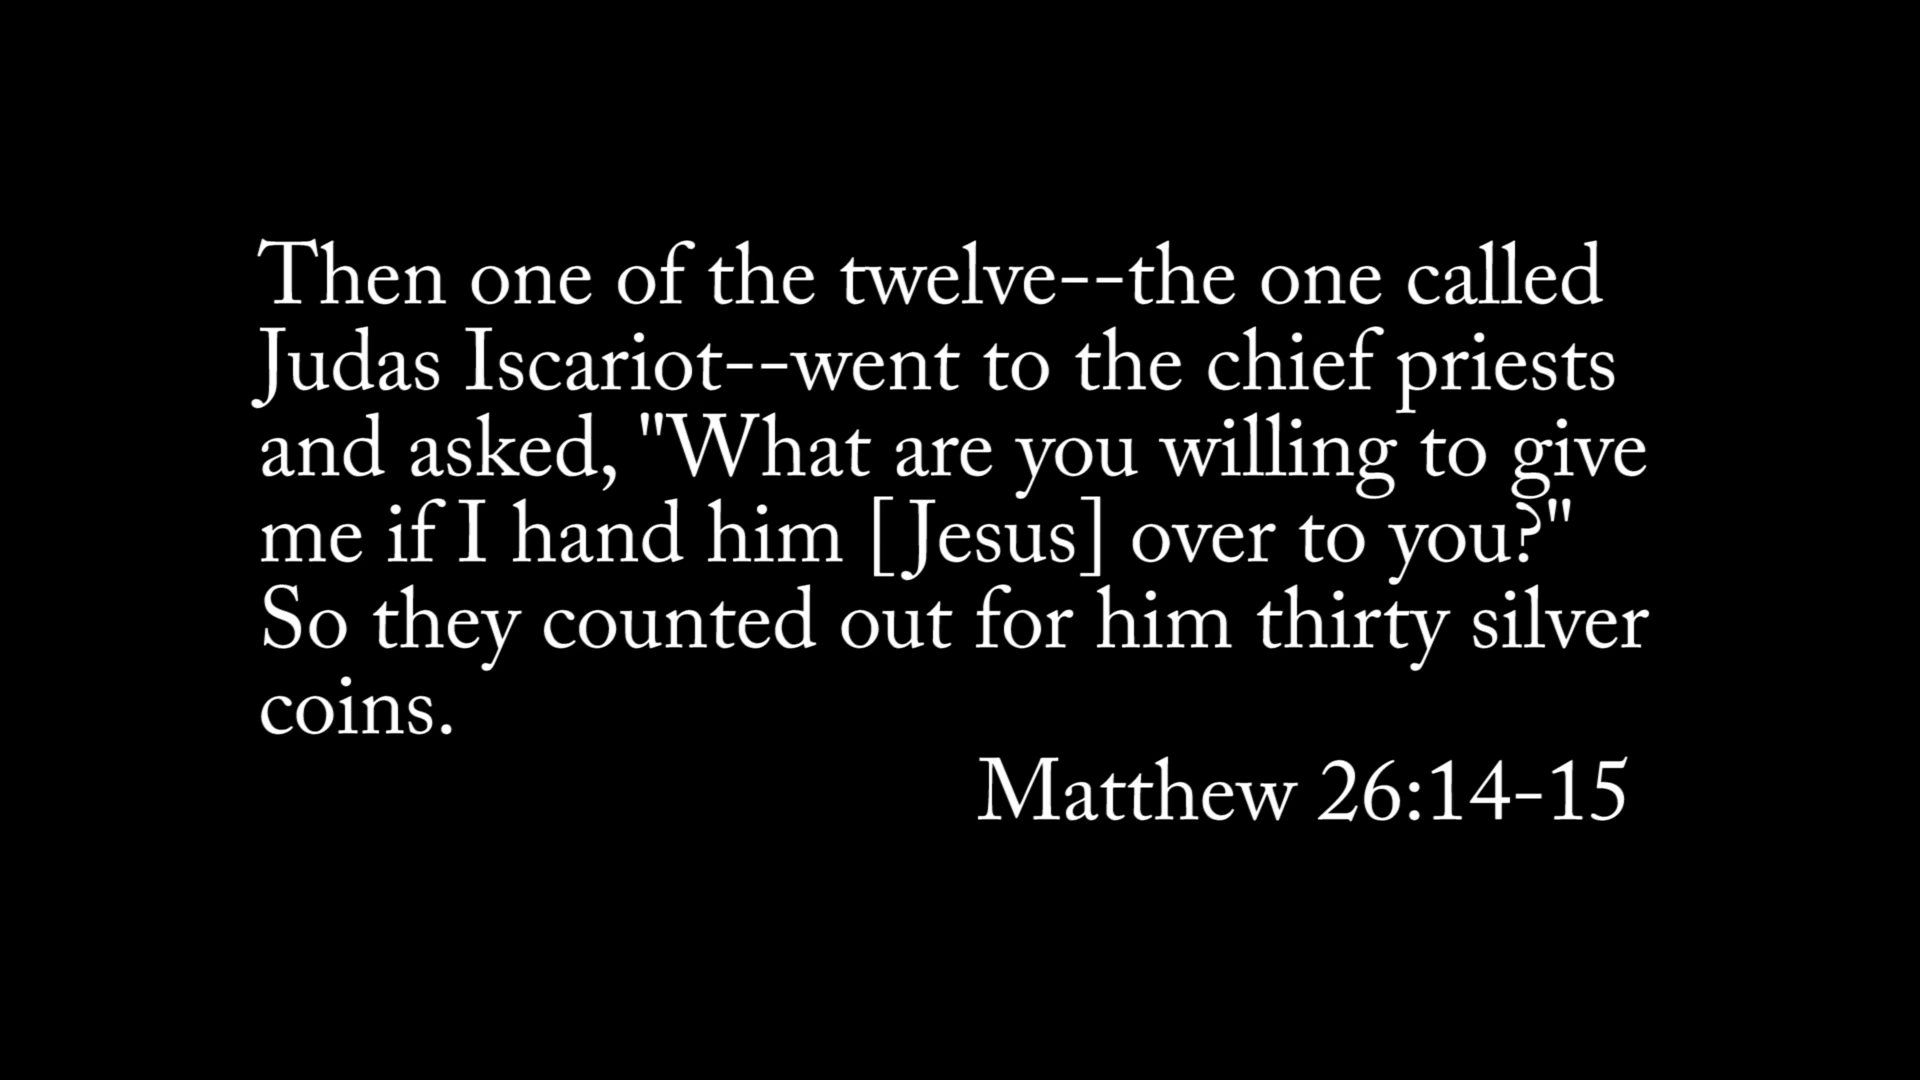 Then one of the twelve--the one called
Judas Iscariot--went to the chief priests
and asked, "What are you willing to give
me if I hand him [Jesus] over to you?"
So they counted out for him thirty silver
coins.
Matthew 26:14-15